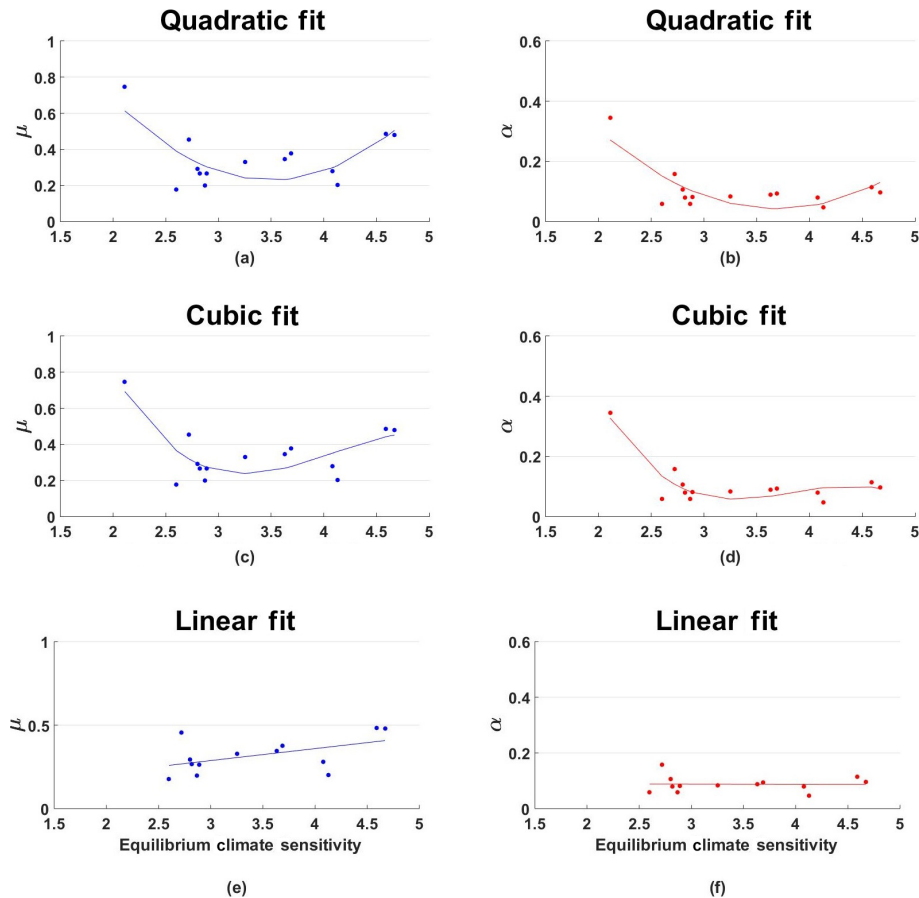 Quadratic fit
1
0.8
0.6
0.4
0.2
0
μ
1.5 2 2.5 3 3.5 4 4.5 5
(a)
Quadratic fit
0.6
0.4
0.2
0
α
1.5 2 2.5 3 3.5 4 4.5 5
(b)
Cubic fit
1
0.8
0.6
0.4
0.2
0
μ
1.5 2 2.5 3 3.5 4 4.5 5
(c)
Cubic fit
0.6
0.4
0.2
0
α
1.5 2 2.5 3 3.5 4 4.5 5
(d)
Linear fit
1
0.5
0
μ
1.5 2 2.5 3 3.5 4 4.5 5
Equilibrium climate sensitivity
(e)
Linear fit
0.6
0.4
0.2
0
α
1.5 2 2.5 3 3.5 4 4.5 5
Equilibrium climate sensitivity
(f)